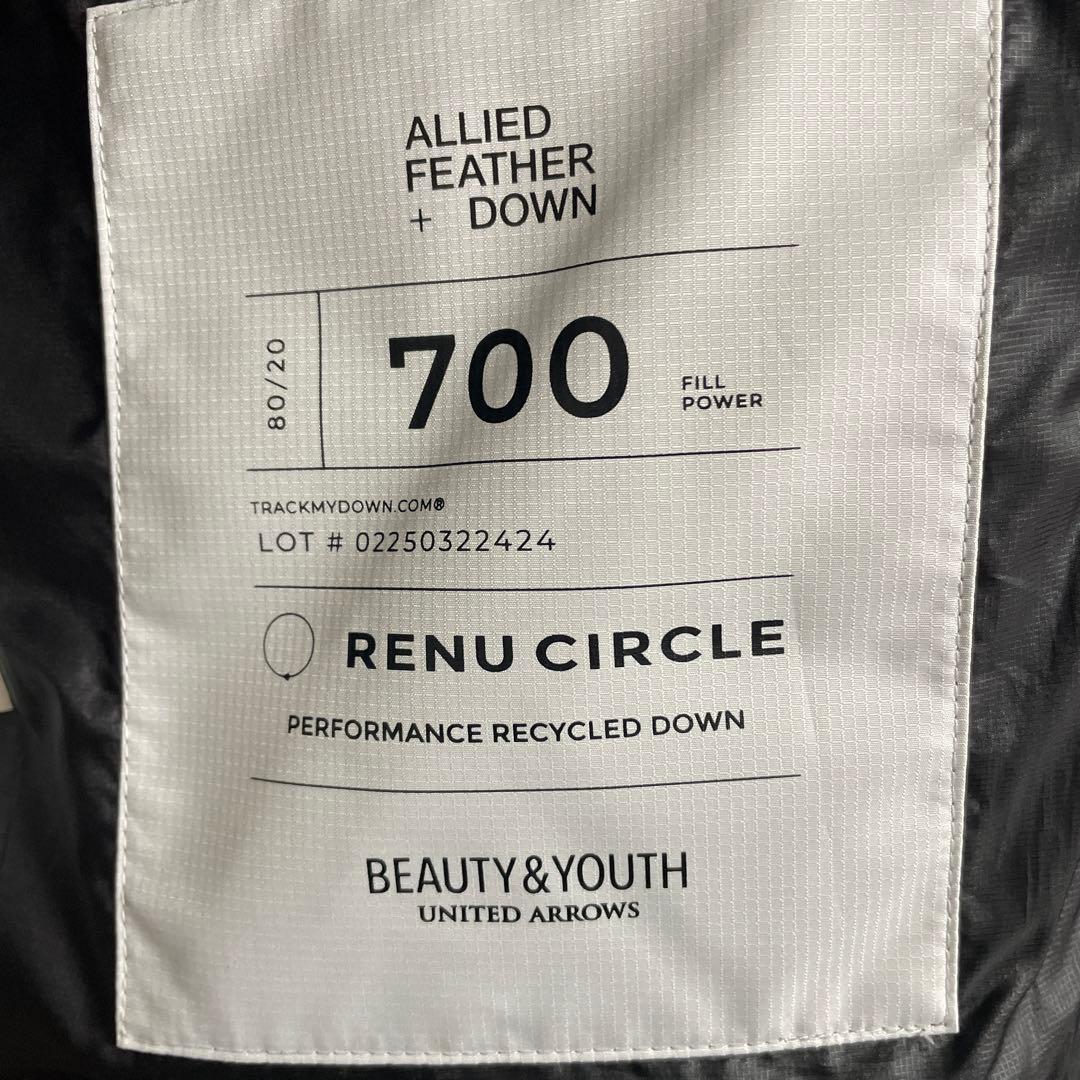 ALLIED
FEATHER
+ DOWN
80/20
700
FILL
POWER
TRACKMYDOWN.COM®
LOT # 02250322424
RENU CIRCLE
PERFORMANCE RECYCLED DOWN
BEAUTY&YOUTH
UNITED ARROWS